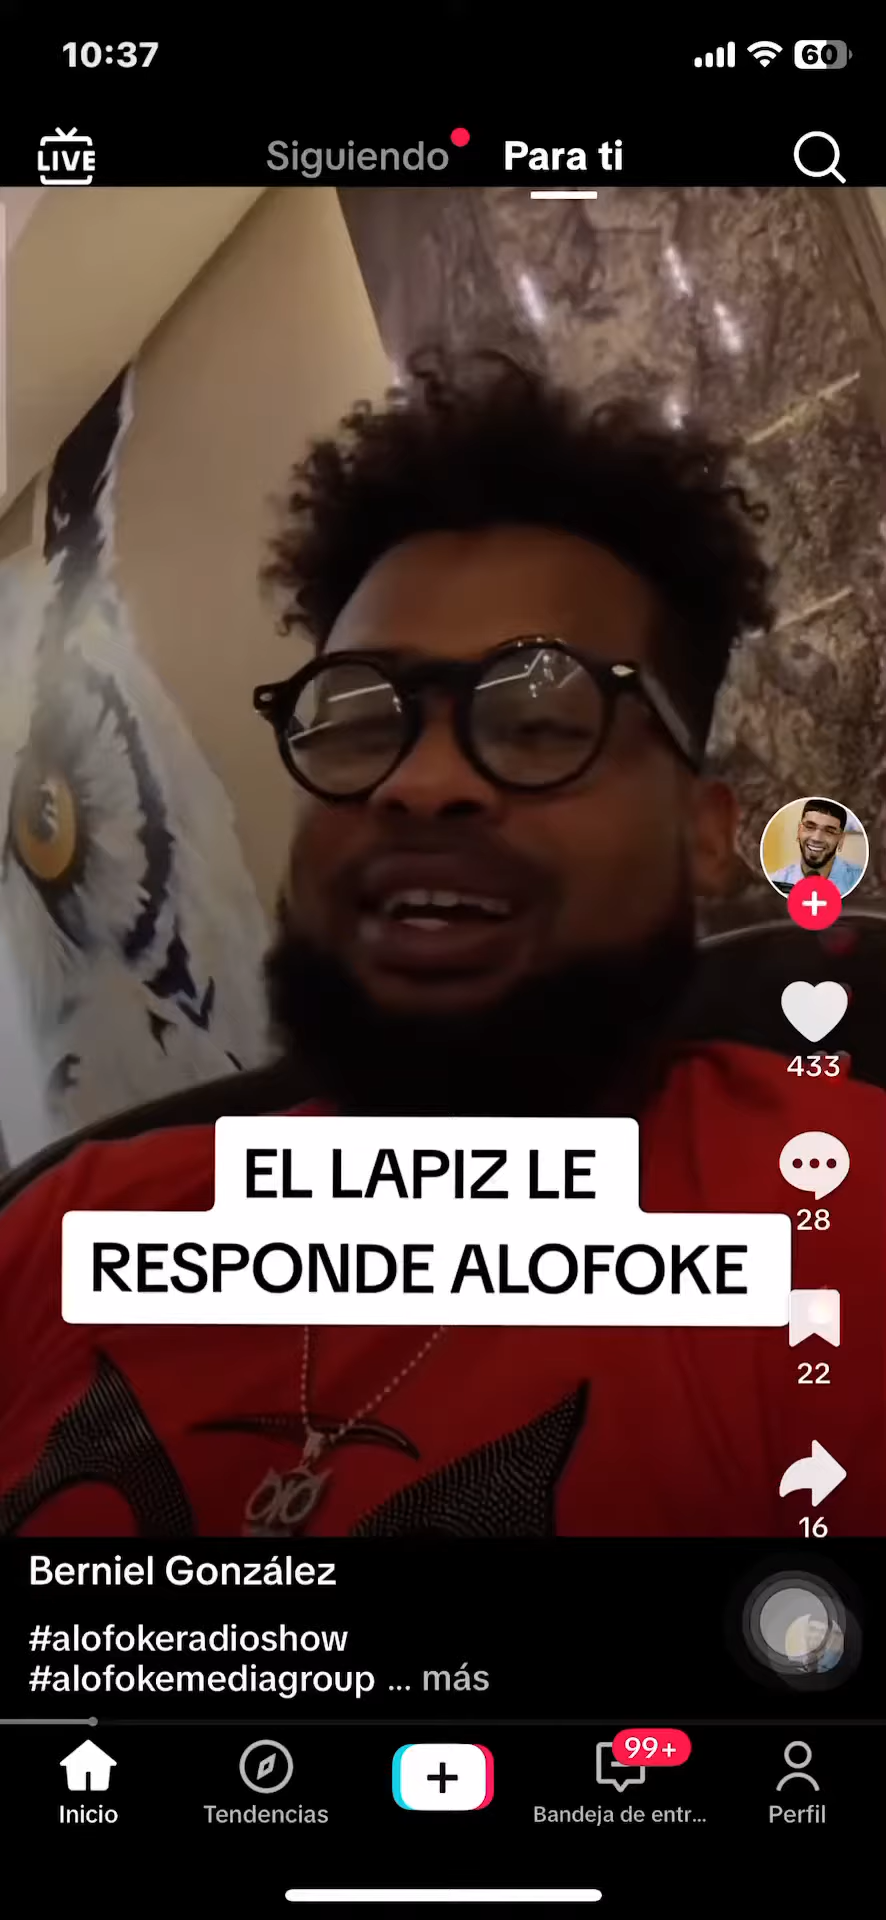 10:37
60
LIVE
Siguiendo
Para ti
433
EL LAPIZ LE
RESPONDE ALOFOKE
28
22
16
Berniel González
#alofokeradioshow
#alofokemediagroup ... más
99+
Inicio
Tendencias
Bandeja de entr...
Perfil